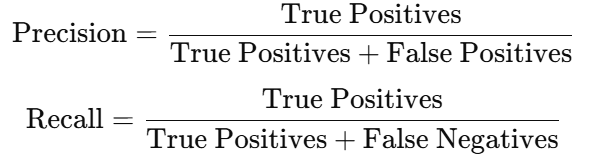 Precision = True Positives / True Positives + False Positives
Recall = True Positives / True Positives + False Negatives